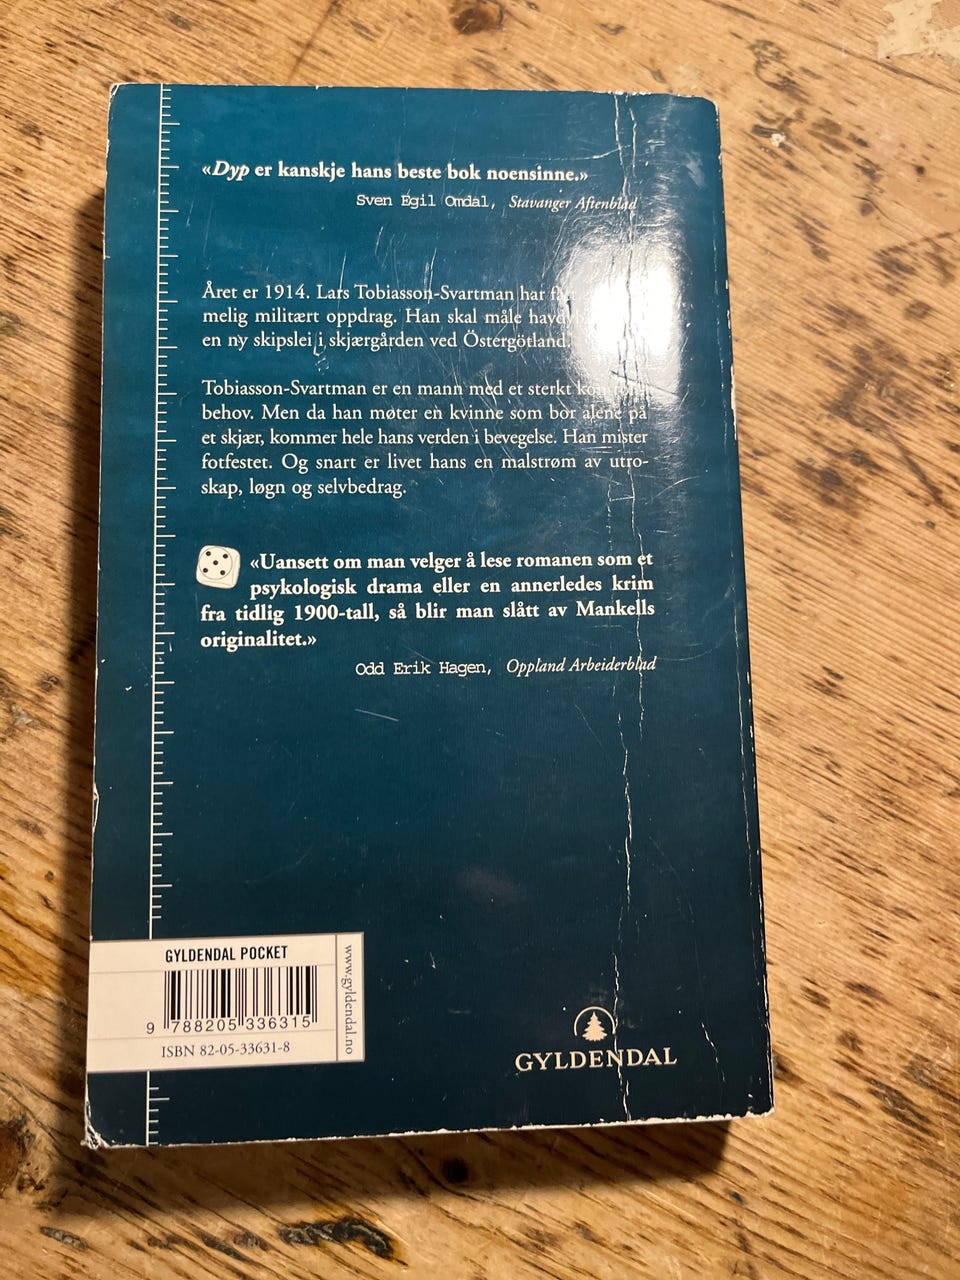 «Dyp er kanskje hans beste bok noensinne.»
Sven Egil Omdal, Stavanger Aftenblad
Året er 1914. Lars Tobiasson-Svartman har
melig militært oppdrag. Han skal måle
en ny skipslei i skjærgården ved Östergötland.
Tobiasson-Svartman er en mann med et sterkt
behov. Men da han møter en kvinne som bor alene på
et skjær, kommer hele hans verden i bevegelse. Han mister
fotfestet. Og snart er livet hans en malstrøm av utro-
skap, løgn og selvbedrag.
«Uansett om man velger å lese romanen som et
psykologisk drama eller en annerledes krim
fra tidlig 1900-tall, så blir man slått av Mankells
originalitet.»
Odd Erik Hagen, Oppland Arbeiderblad
GYLDENDAL POCKET
www.gyldendal.no
9 788205 336315
ISBN 82-05-33631-8
GYLDENDAL